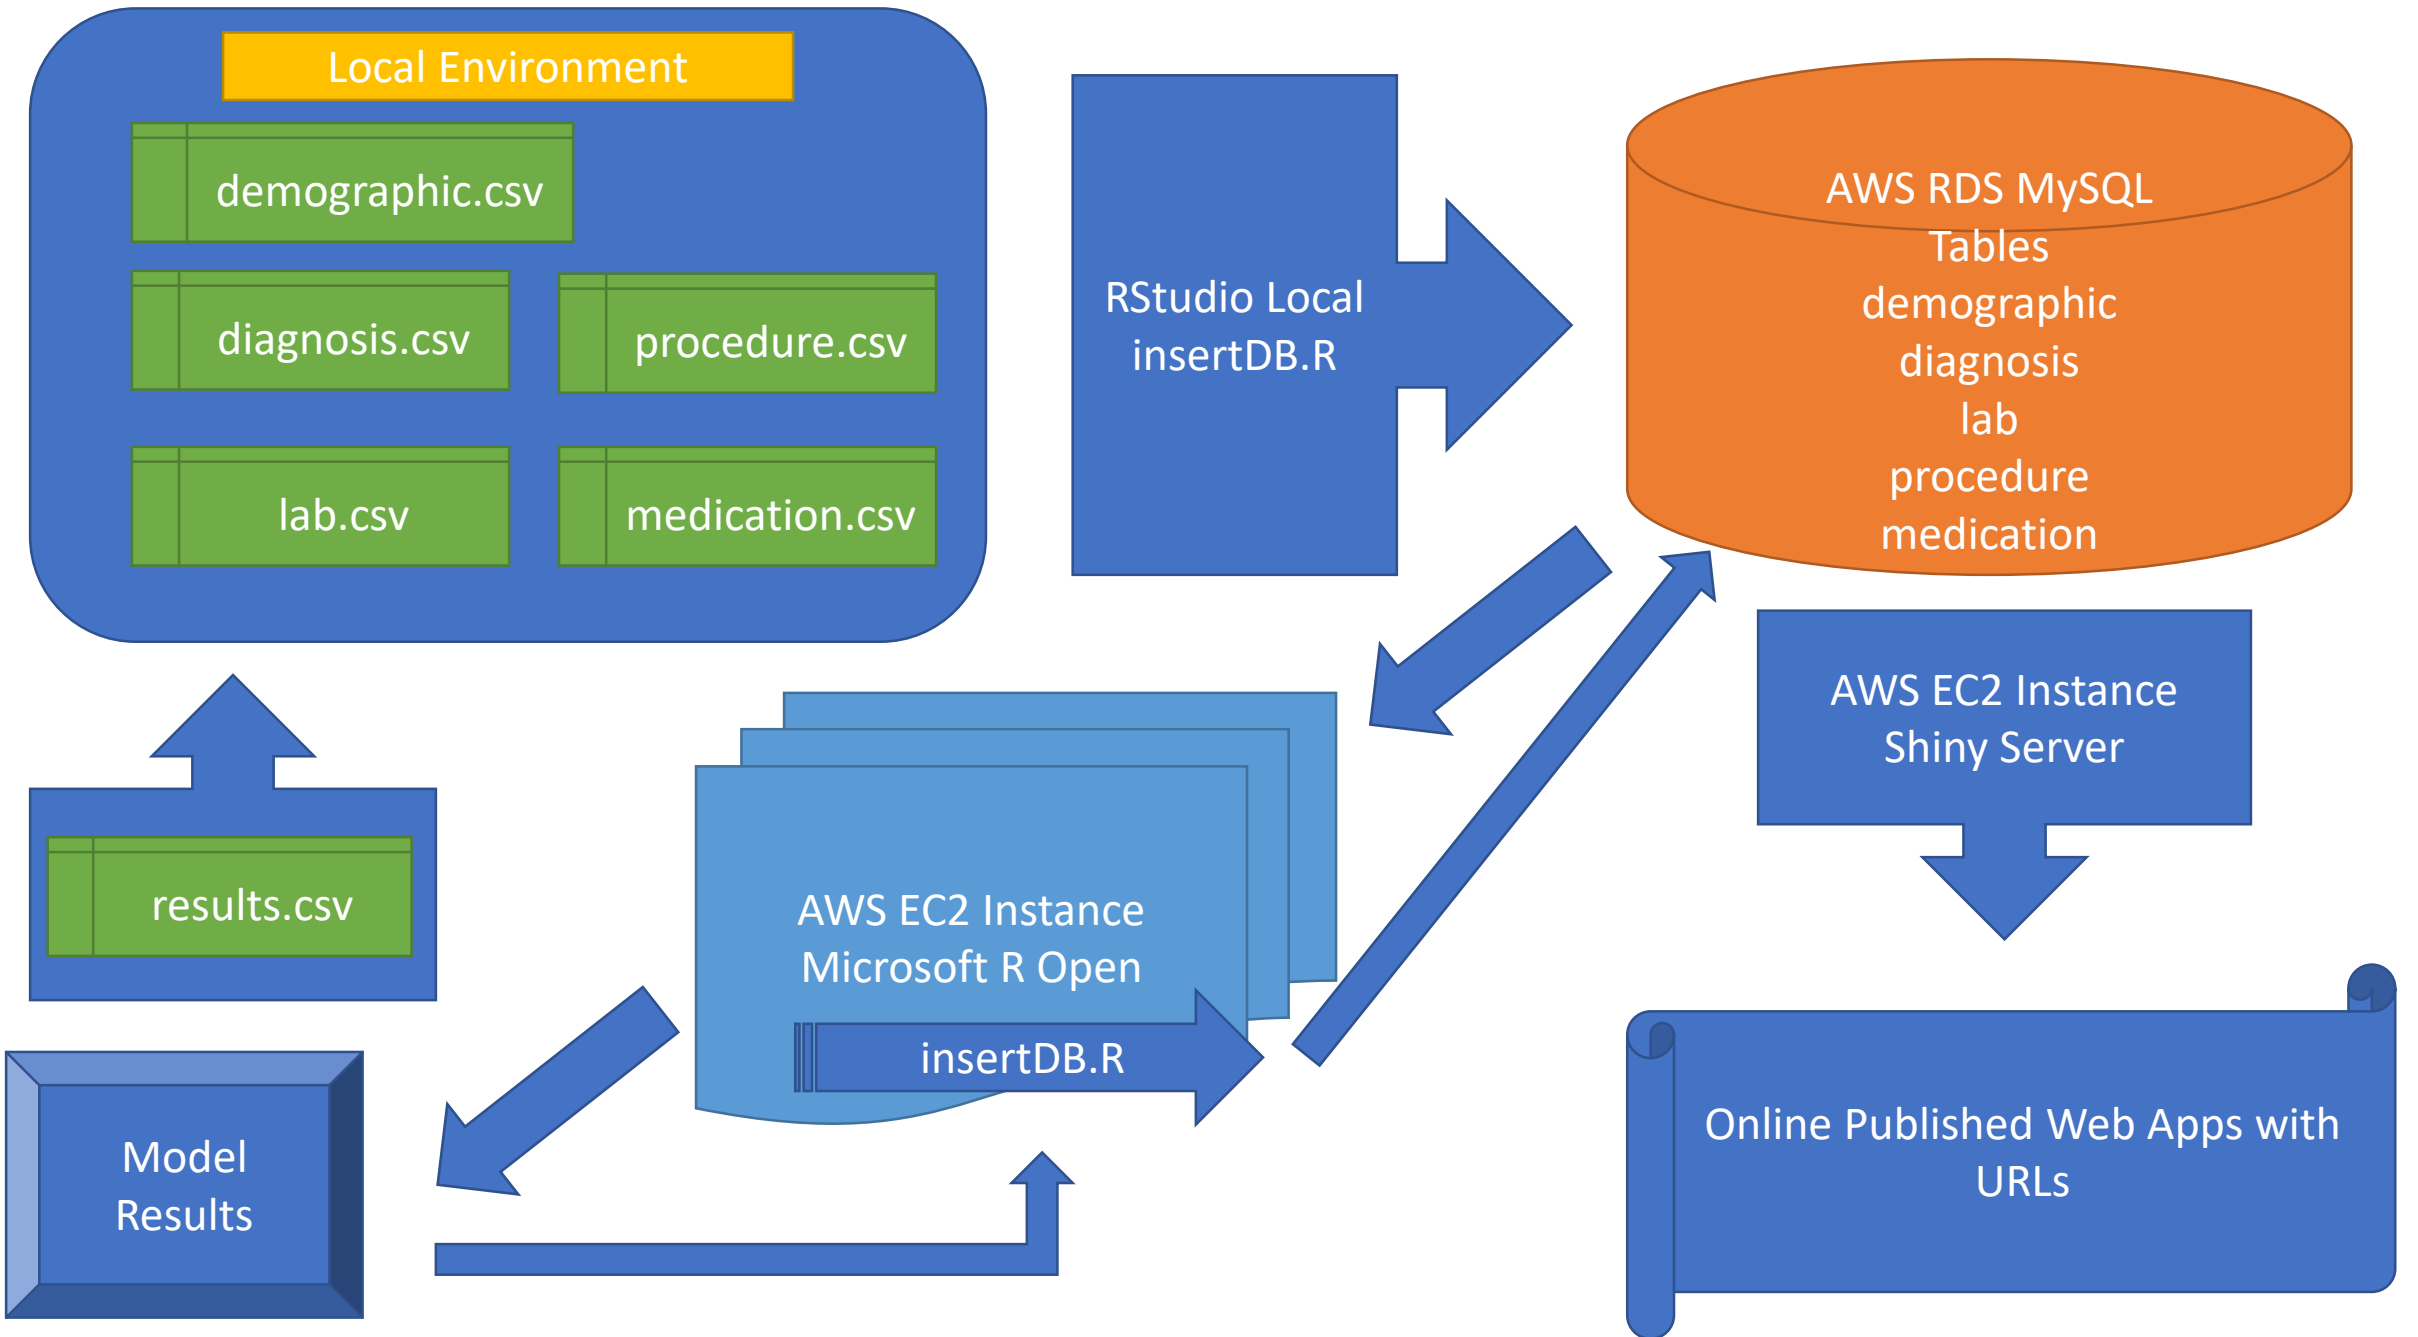 Local Environment
demographic.csv
diagnosis.csv
procedure.csv
lab.csv
medication.csv
RStudio Local
insertDB.R
AWS RDS MySQL
Tables
demographic
diagnosis
lab
procedure
medication
AWS EC2 Instance
Shiny Server
results.csv
AWS EC2 Instance
Microsoft R Open
insertDB.R
Model
Results
Online Published Web Apps with
URLs